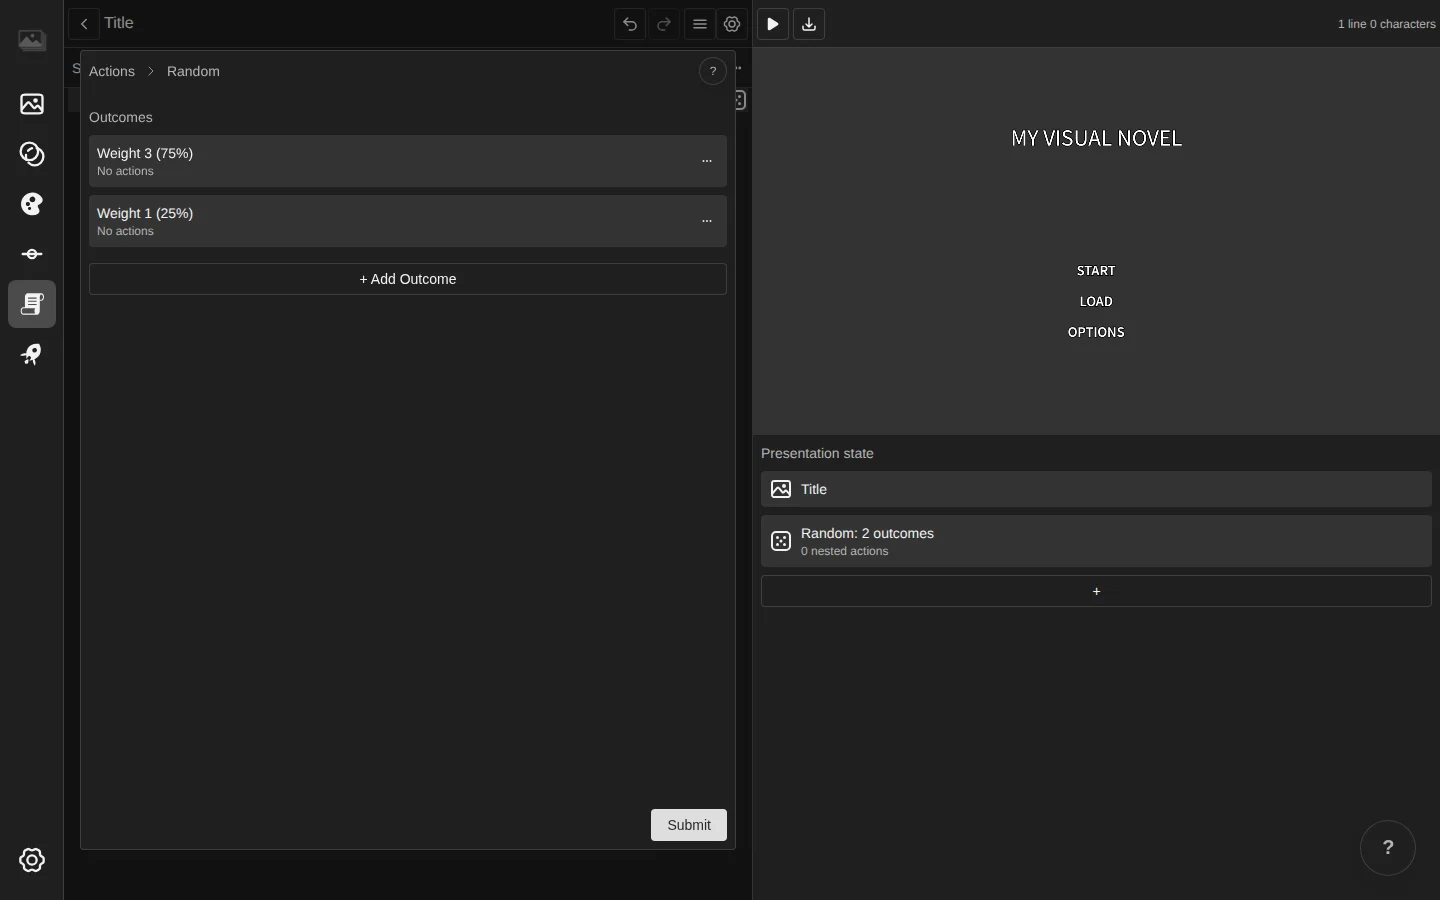 Title
1 line 0 characters
S
Actions
Random
?
Outcomes
Weight 3 (75%)
No actions
...
Weight 1 (25%)
No actions
...
+ Add Outcome
Submit
MY VISUAL NOVEL
START
LOAD
OPTIONS
Presentation state
Title
Random: 2 outcomes
0 nested actions
+
?